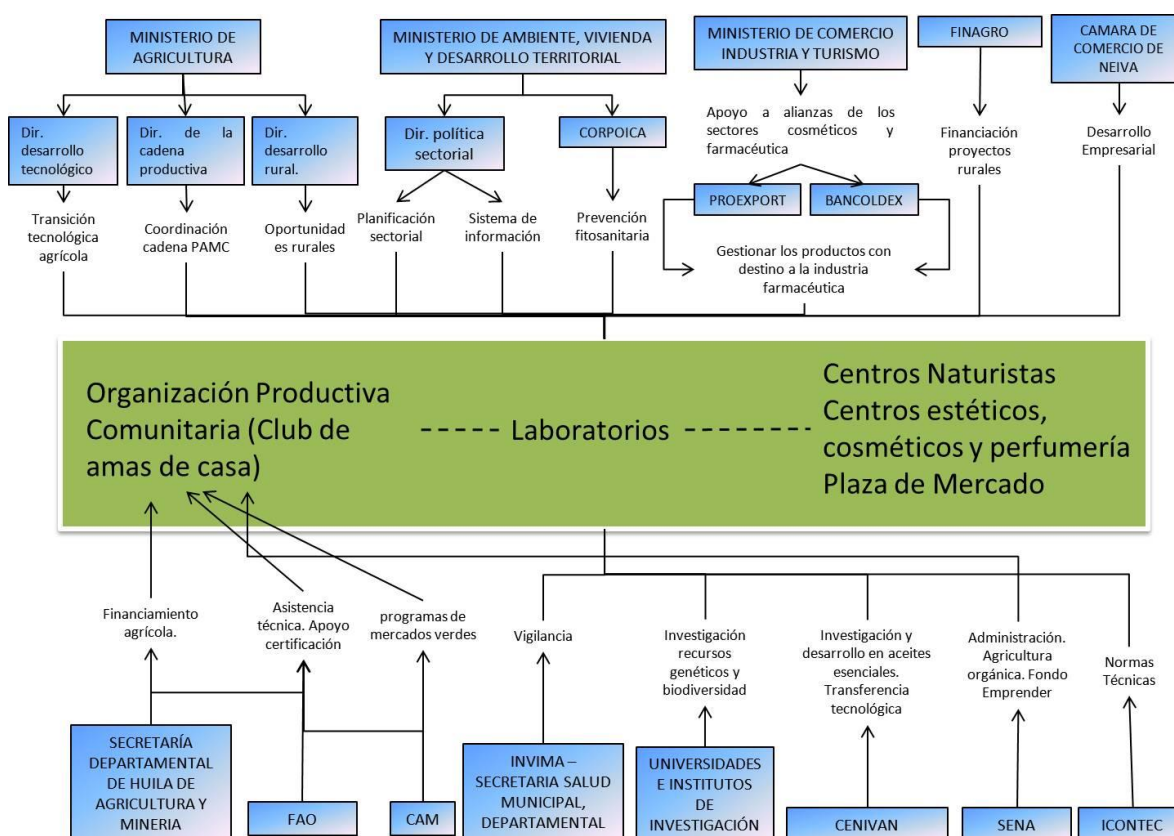 MINISTERIO DE
AGRICULTURA
MINISTERIO DE AMBIENTE, VIVIENDA
Y DESARROLLO TERRITORIAL
MINISTERIO DE COMERCIO
INDUSTRIA Y TURISMO
FINAGRO
CAMARA DE
COMERCIO DE
NEIVA
Dir.
desarrollo
tecnológico
Dir. de la
cadena
productiva
Dir.
desarrollo
rural.
Dir. política
sectorial
CORPOICA
Apoyo a alianzas de los
sectores cosméticos y
farmacéutica
Financiación
proyectos
rurales
Desarrollo
Empresarial
PROEXPORT
BANCOLDEX
Transición
tecnológica
agrícola
Coordinación
cadena PAMC
Oportunidad
es rurales
Planificación
sectorial
Sistema de
información
Prevención
fitosanitaria
Gestionar los productos con
destino a la industria
farmacéutica
Organización Productiva
Comunitaria (Club de
amas de casa)
Laboratorios
Centros Naturistas
Centros estéticos,
cosméticos y perfumería
Plaza de Mercado
Financiamiento
agrícola.
Asistencia
técnica. Apoyo
certificación
programas de
mercados verdes
Vigilancia
Investigación
recursos
genéticos y
biodiversidad
Investigación y
desarrollo en aceites
esenciales.
Transferencia
tecnológica
Administración.
Agricultura
orgánica. Fondo
Emprender
Normas
Técnicas
SECRETARÍA
DEPARTAMENTAL
DE HUILA DE
AGRICULTURA Y
MINERIA
FAO
CAM
INVIMA –
SECRETARIA SALUD
MUNICIPAL,
DEPARTAMENTAL
UNIVERSIDADES
E INSTITUTOS
DE
INVESTIGACIÓN
CENIVAN
SENA
ICONTEC